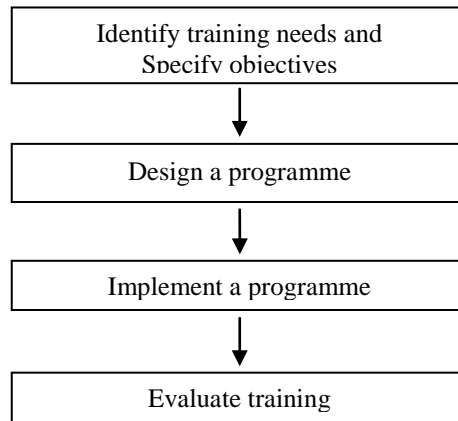 Identify training needs and
Specify objectives
Design a programme
Implement a programme
Evaluate training